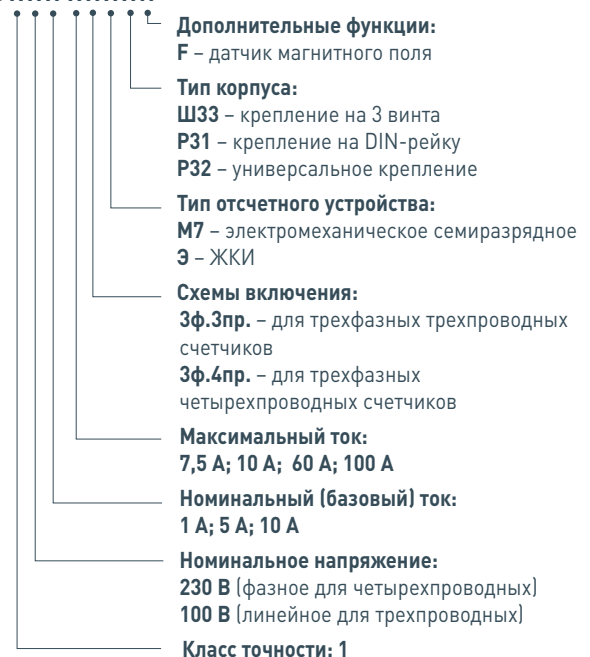 Дополнительные функции:
F – датчик магнитного поля
Тип корпуса:
Ш33 – крепление на 3 винта
Р31 – крепление на DIN-рейку
Р32 – универсальное крепление
Тип отсчетного устройства:
М7 – электромеханическое семиразрядное
Э – ЖКИ
Схемы включения:
3ф.3пр. – для трехфазных трехпроводных
счетчиков
3ф.4пр. – для трехфазных
четырехпроводных счетчиков
Максимальный ток:
7,5 А; 10 А; 60 А; 100 А
Номинальный (базовый) ток:
1 А; 5 А; 10 А
Номинальное напряжение:
230 В (фазное для четырехпроводных)
100 В (линейное для трехпроводных)
Класс точности: 1